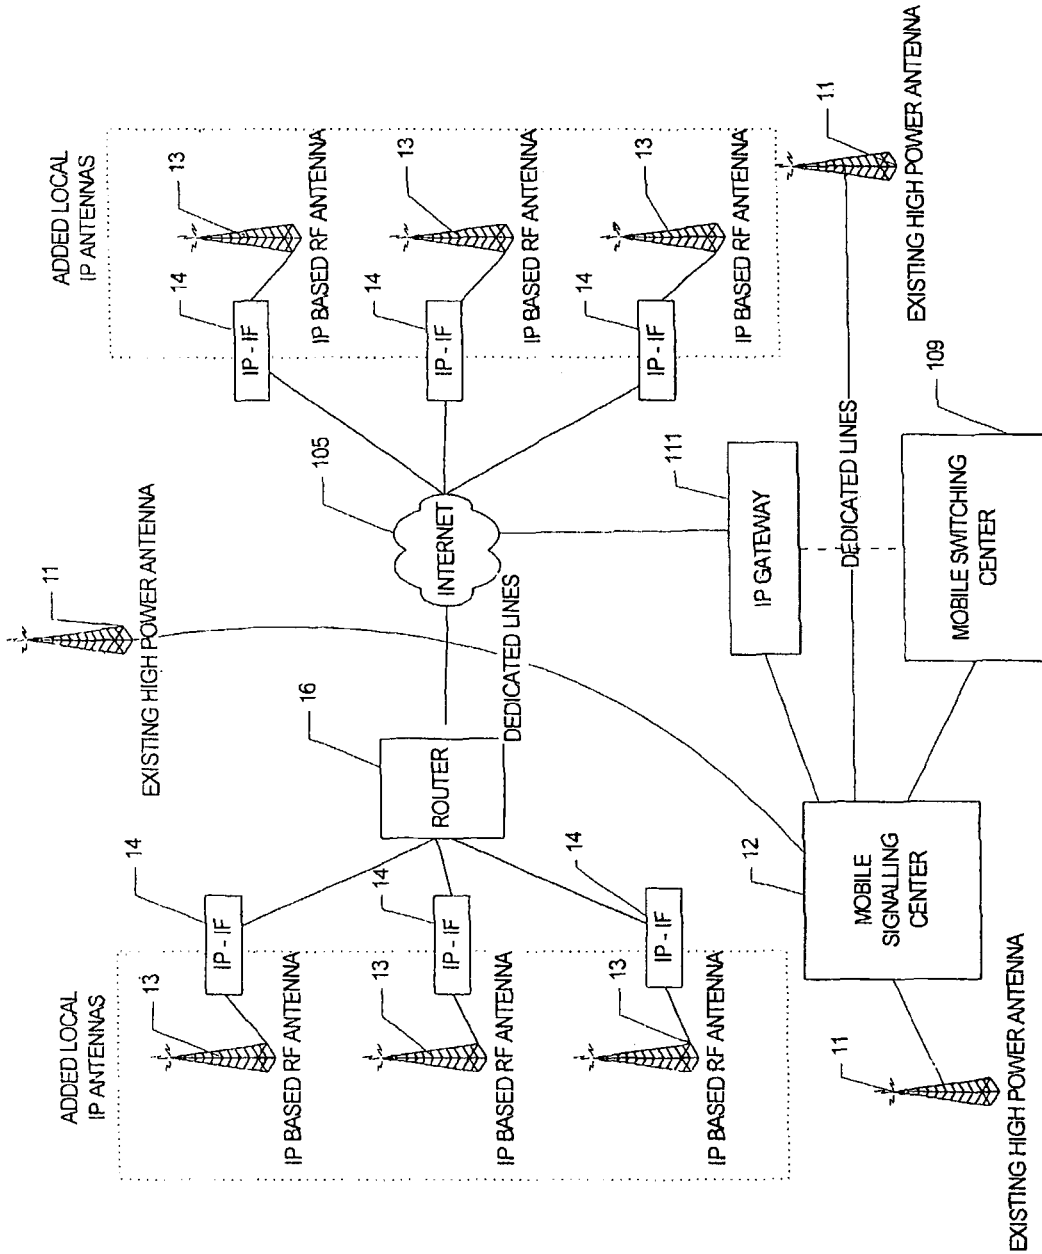 ADDED LOCAL
IP ANTENNAS
14
13
IP - IF
IP BASED RF ANTENNA
14
13
IP - IF
IP BASED RF ANTENNA
14
13
IP - IF
IP BASED RF ANTENNA
11
EXISTING HIGH POWER ANTENNA
16
ROUTER
DEDICATED LINES
105
INTERNET
ADDED LOCAL
IP ANTENNAS
14
13
IP - IF
IP BASED RF ANTENNA
14
13
IP - IF
IP BASED RF ANTENNA
14
13
IP - IF
IP BASED RF ANTENNA
12
MOBILE
SIGNALLING
CENTER
111
IP GATEWAY
11
EXISTING HIGH POWER ANTENNA
DEDICATED LINES
11
EXISTING HIGH POWER ANTENNA
109
MOBILE SWITCHING
CENTER